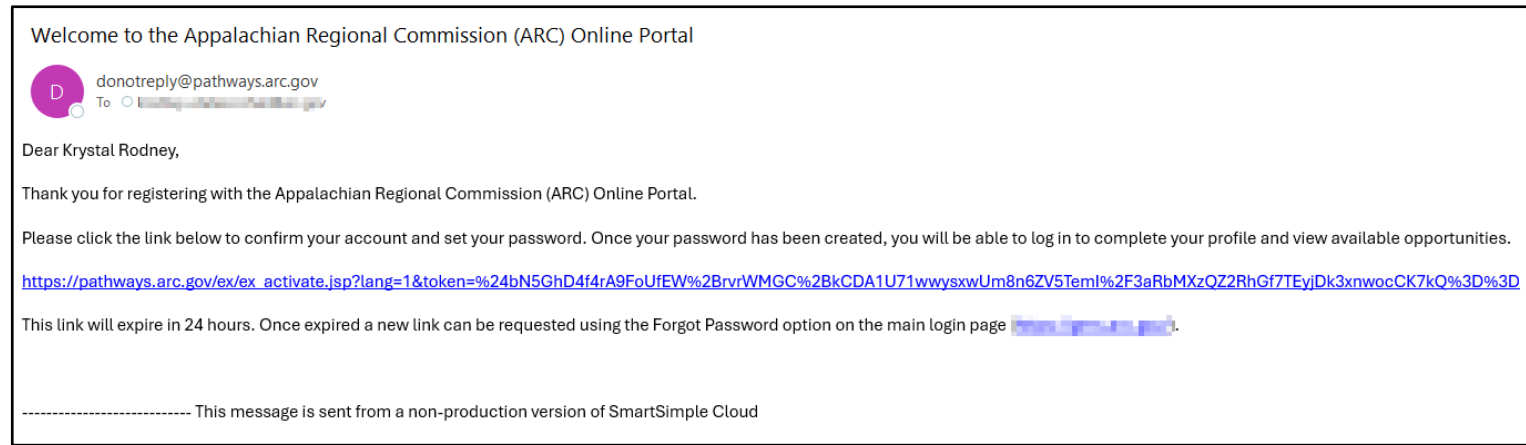 Welcome to the Appalachian Regional Commission (ARC) Online Portal
D
donotreply@pathways.arc.gov
To
Dear Krystal Rodney,
Thank you for registering with the Appalachian Regional Commission (ARC) Online Portal.
Please click the link below to confirm your account and set your password. Once your password has been created, you will be able to log in to complete your profile and view available opportunities.
https://pathways.arc.gov/ex/ex_activate.jsp?lang=1&token=%24bN5GhD4f4rA9FoUfEW%2BrvrWMGC%2BkCDA1U71wwysxwUm8n6ZV5TemI%2F3aRbMXzQZ2RhGf7TEyjDk3xnwocCK7kQ%3D%3D
This link will expire in 24 hours. Once expired a new link can be requested using the Forgot Password option on the main login page
---------------------------- This message is sent from a non-production version of SmartSimple Cloud